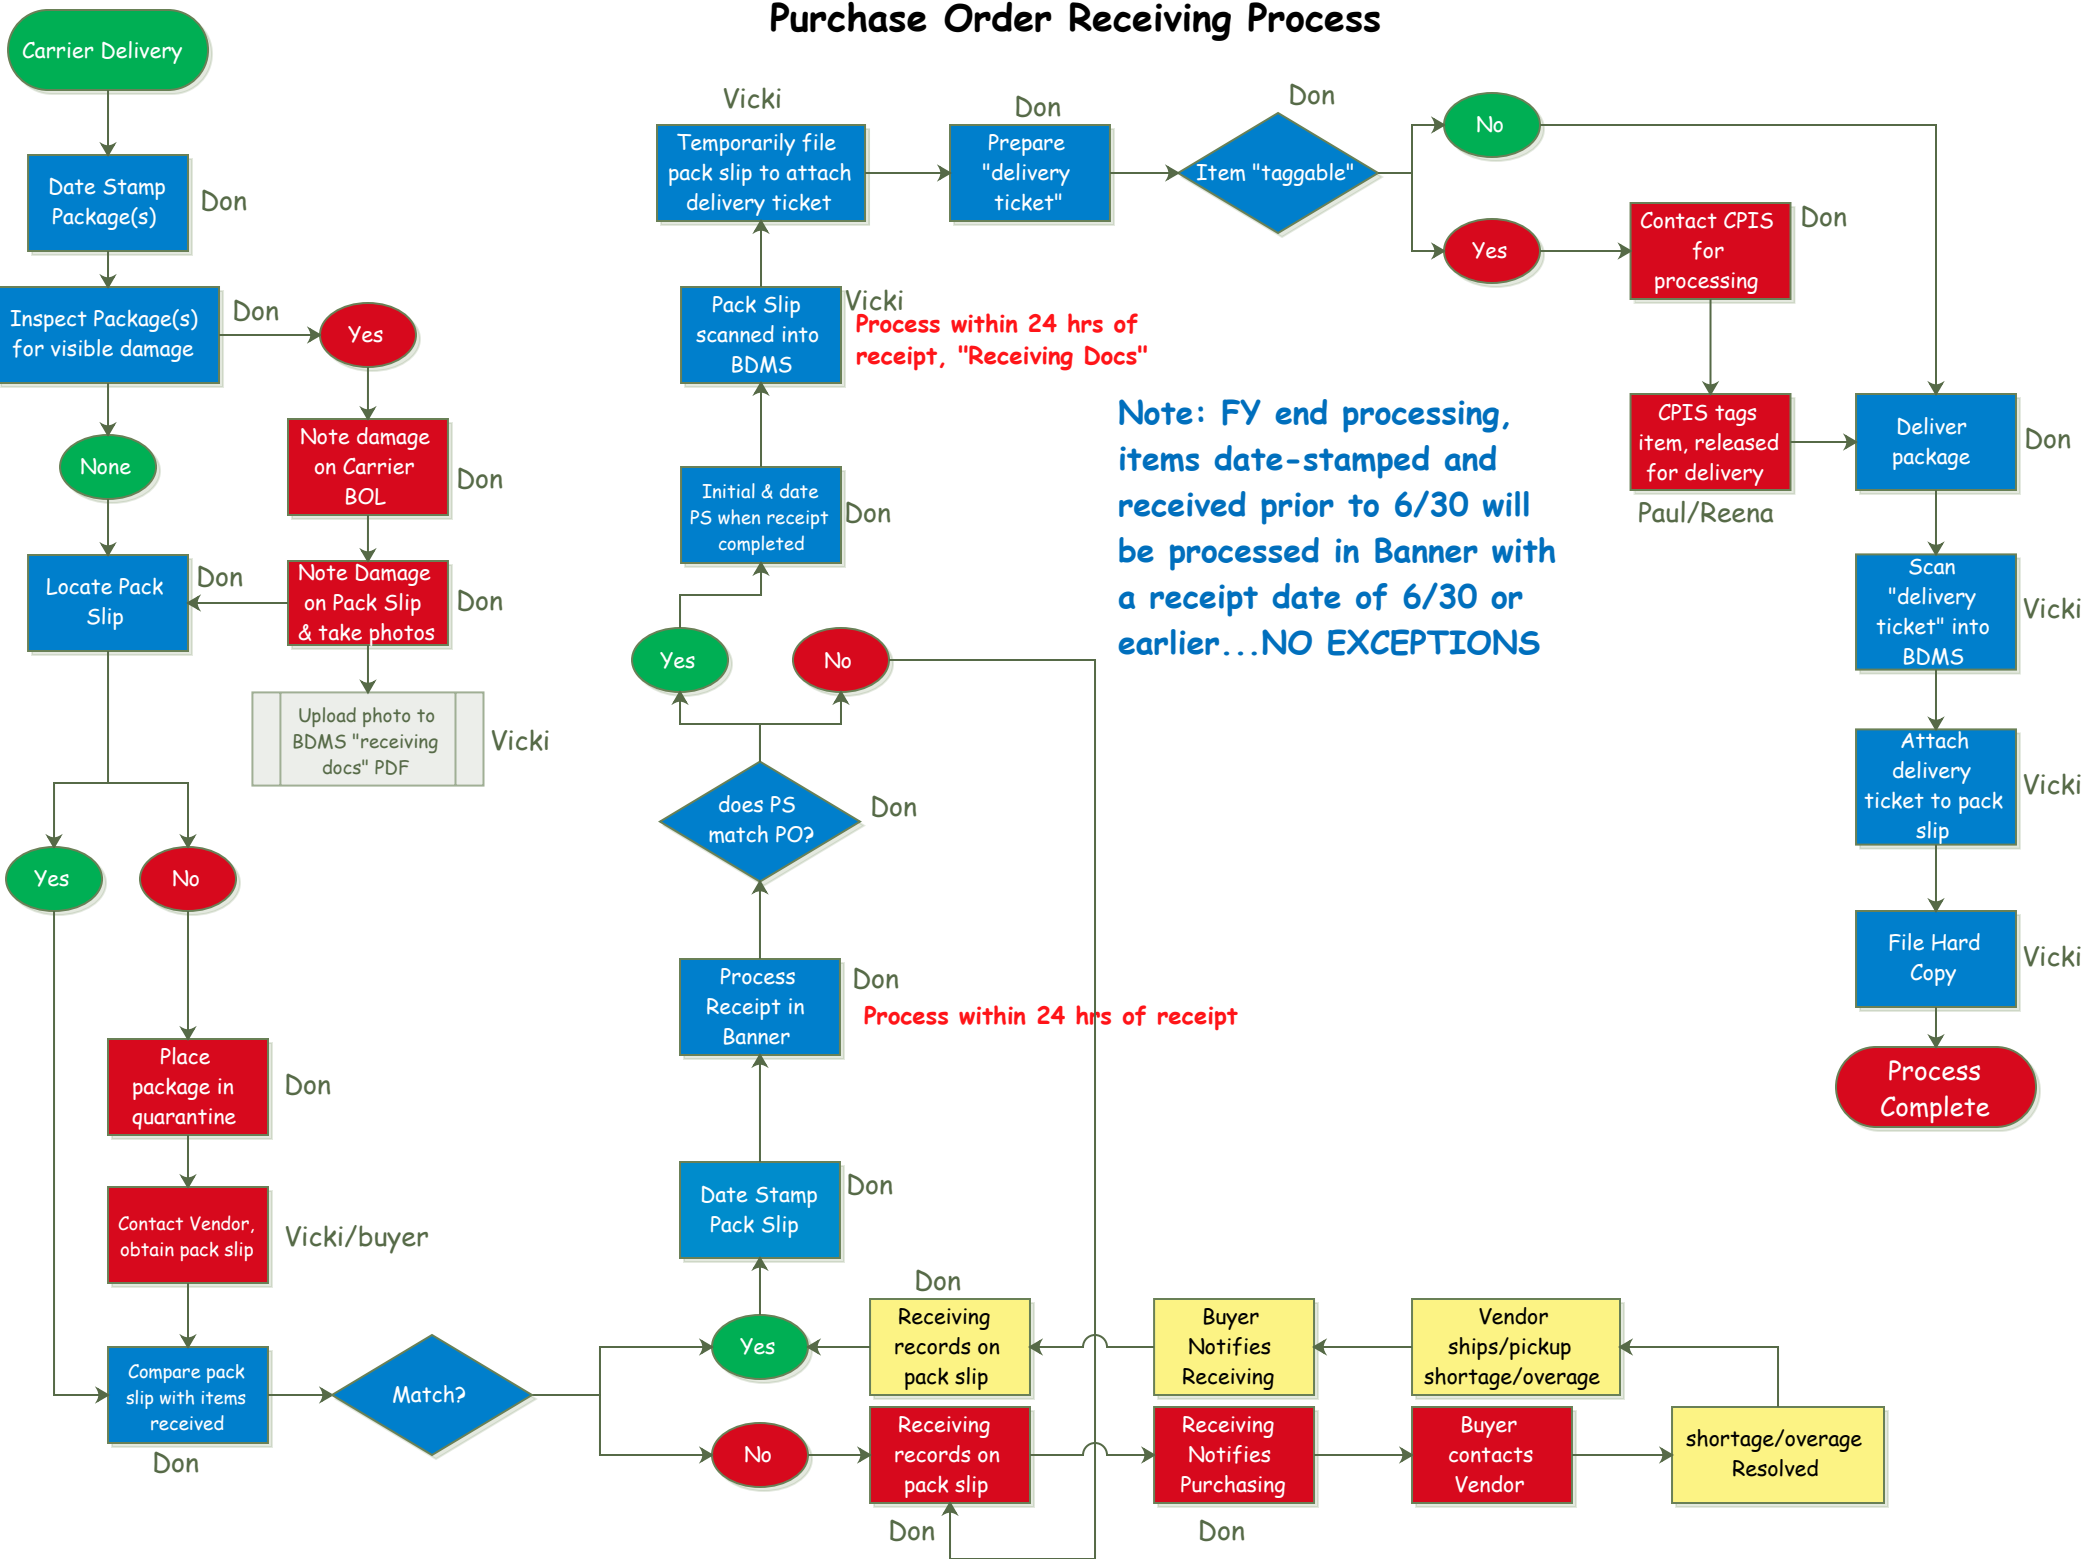 Purchase Order Receiving Process
Carrier Delivery
Date Stamp
Package(s)
Don
Inspect Package(s)
for visible damage
Don
Yes
None
Note damage
on Carrier
BOL
Don
Locate Pack
Slip
Don
Note Damage
on Pack Slip
& take photos
Don
Upload photo to
BDMS "receiving
docs" PDF
Vicki
Yes
No
Place
package in
quarantine
Don
Contact Vendor,
obtain pack slip
Vicki/buyer
Compare pack
slip with items
received
Don
Match?
Yes
No
Receiving
records on
pack slip
Don
Receiving
Notifies
Purchasing
Don
Buyer
contacts
Vendor
shortage/overage
Resolved
Vendor
ships/pickup
shortage/overage
Buyer
Notifies
Receiving
Don
Receiving
records on
pack slip
Date Stamp
Pack Slip
Don
Process
Receipt in
Banner
Don
Process within 24 hrs of receipt
does PS
match PO?
Don
Yes
No
Initial & date
PS when receipt
completed
Don
Pack Slip
scanned into
BDMS
Vicki
Process within 24 hrs of
receipt, "Receiving Docs"
Vicki
Temporarily file
pack slip to attach
delivery ticket
Don
Prepare
"delivery
ticket"
Don
Item "taggable"
No
Yes
Contact CPIS
for
processing
Don
CPIS tags
item, released
for delivery
Paul/Reena
Deliver
package
Don
Scan
"delivery
ticket" into
BDMS
Vicki
Attach
delivery
ticket to pack
slip
Vicki
File Hard
Copy
Vicki
Process
Complete
Note: FY end processing,
items date-stamped and
received prior to 6/30 will
be processed in Banner with
a receipt date of 6/30 or
earlier...NO EXCEPTIONS